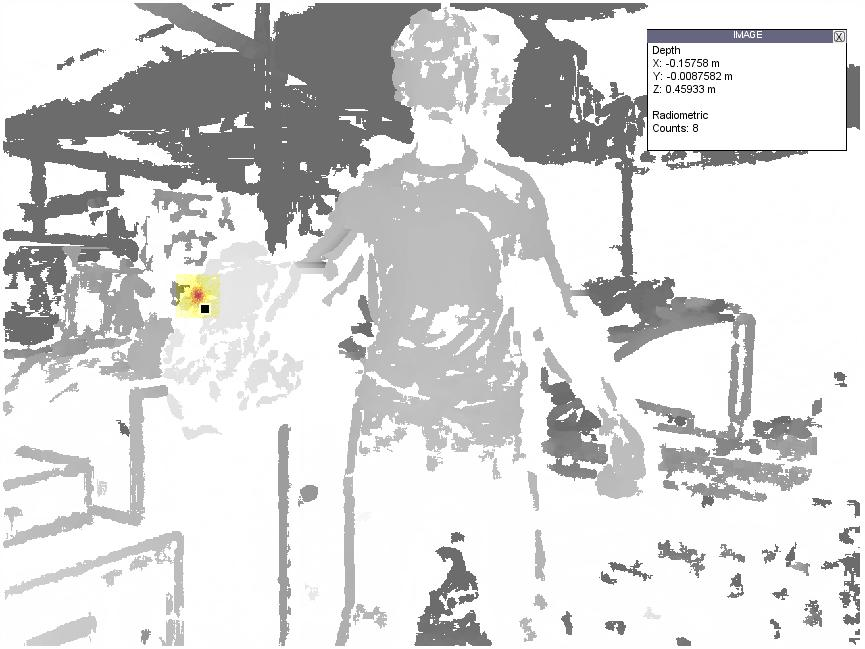 IMAGE
X
Depth
X: -0.15758 m
Y: -0.0087582 m
Z: 0.45933 m
Radiometric
Counts: 8